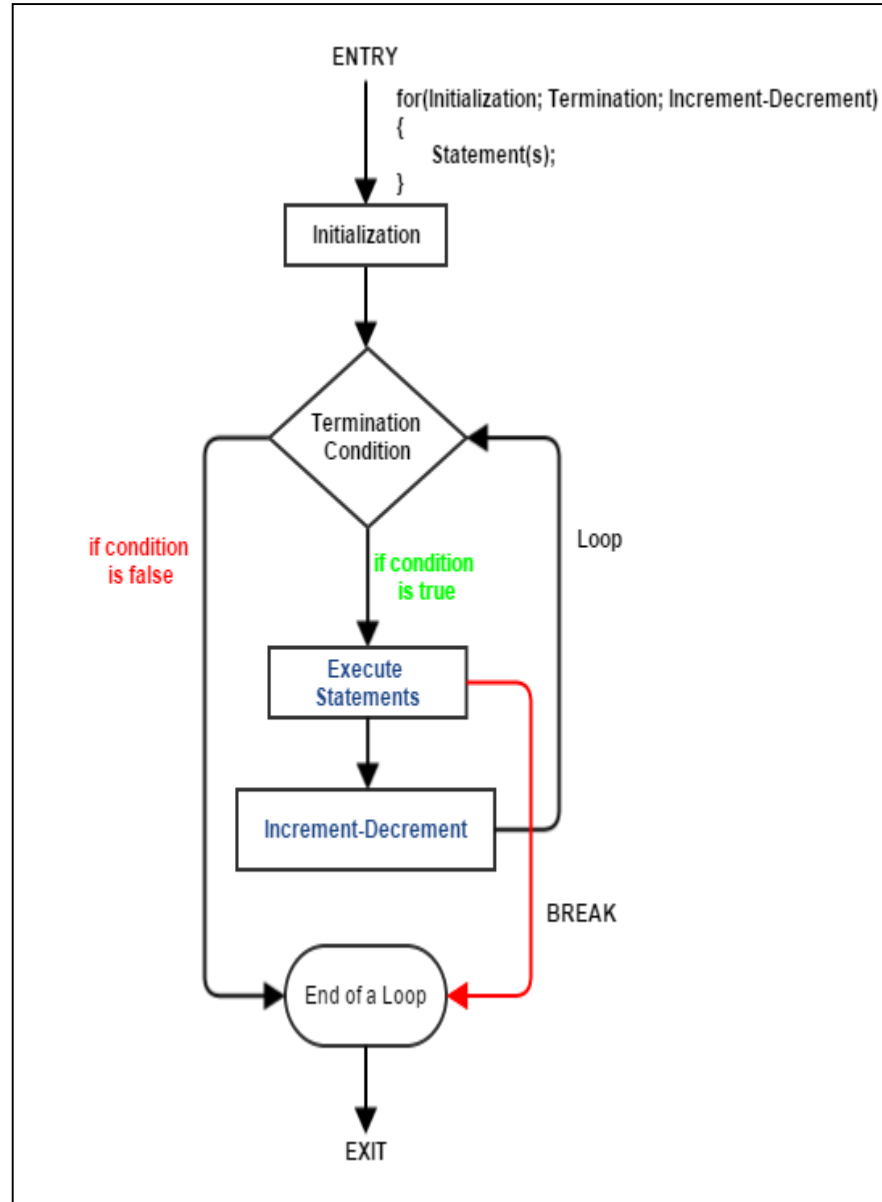 ENTRY
for(Initialization; Termination; Increment-Decrement)
{
Statement(s);
}
Initialization
Termination
Condition
if condition
is false
if condition
is true
Loop
Execute
Statements
Increment-Decrement
BREAK
End of a Loop
EXIT